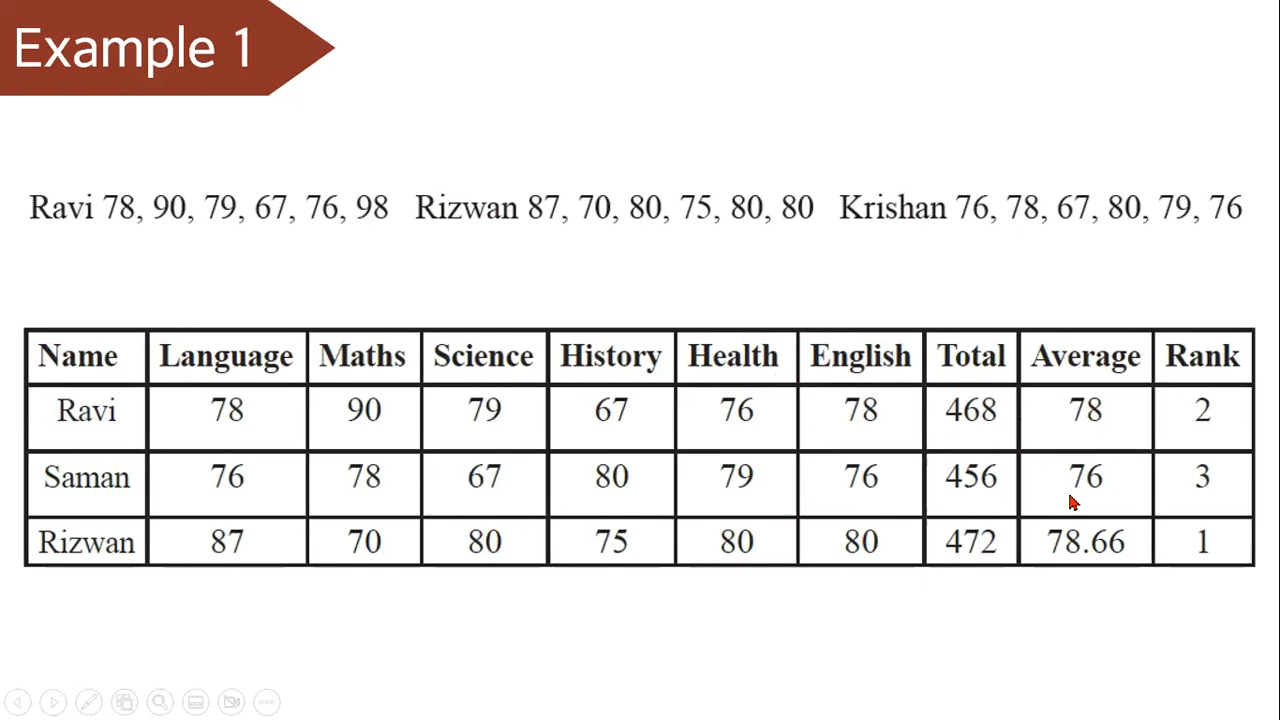 Example 1
Ravi 78, 90, 79, 67, 76, 98 Rizwan 87, 70, 80, 75, 80, 80 Krishan 76, 78, 67, 80, 79, 76
Name Language Maths Science History Health English Total Average Rank
Ravi 78 90 79 67 76 78 468 78 2
Saman 76 78 67 80 79 76 456 76 3
Rizwan 87 70 80 75 80 80 472 78.66 1